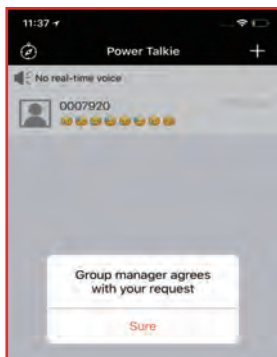 11:37
Power Talkie
No real-time voice
0007920
😂😂😂😂😂😂😂😂
Group manager agrees
with your request
Sure